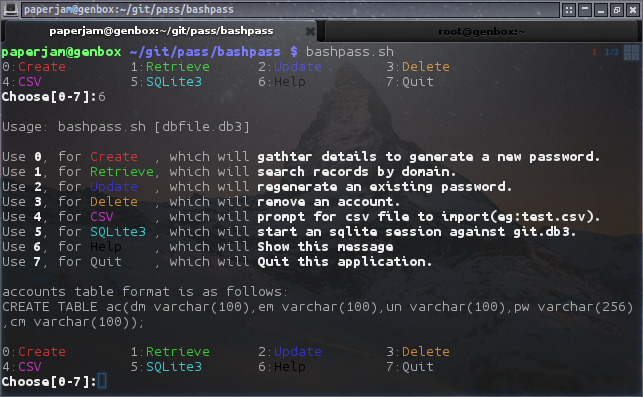 paperjam@genbox:~/git/pass/bashpass
paperjam@genbox:~/git/pass/bashpass root@genbox:~
paperjam@genbox ~/git/pass/bashpass $ bashpass.sh
1 1/2
0:Create 1:Retrieve 2:Update 3:Delete
4:CSV 5:SQLite3 6:Help 7:Quit
Choose[0-7]:6
Usage: bashpass.sh [dbfile.db3]
Use 0, for Create , which will gathter details to generate a new password.
Use 1, for Retrieve, which will search records by domain.
Use 2, for Update , which will regenerate an existing password.
Use 3, for Delete , which will remove an account.
Use 4, for CSV , which will prompt for csv file to import(eg:test.csv).
Use 5, for SQLite3 , which will start an sqlite session against git.db3.
Use 6, for Help , which will Show this message
Use 7, for Quit , which will Quit this application.
accounts table format is as follows:
CREATE TABLE ac(dm varchar(100),em varchar(100),un varchar(100),pw varchar(256)
,cm varchar(100));
0:Create 1:Retrieve 2:Update 3:Delete
4:CSV 5:SQLite3 6:Help 7:Quit
Choose[0-7]: